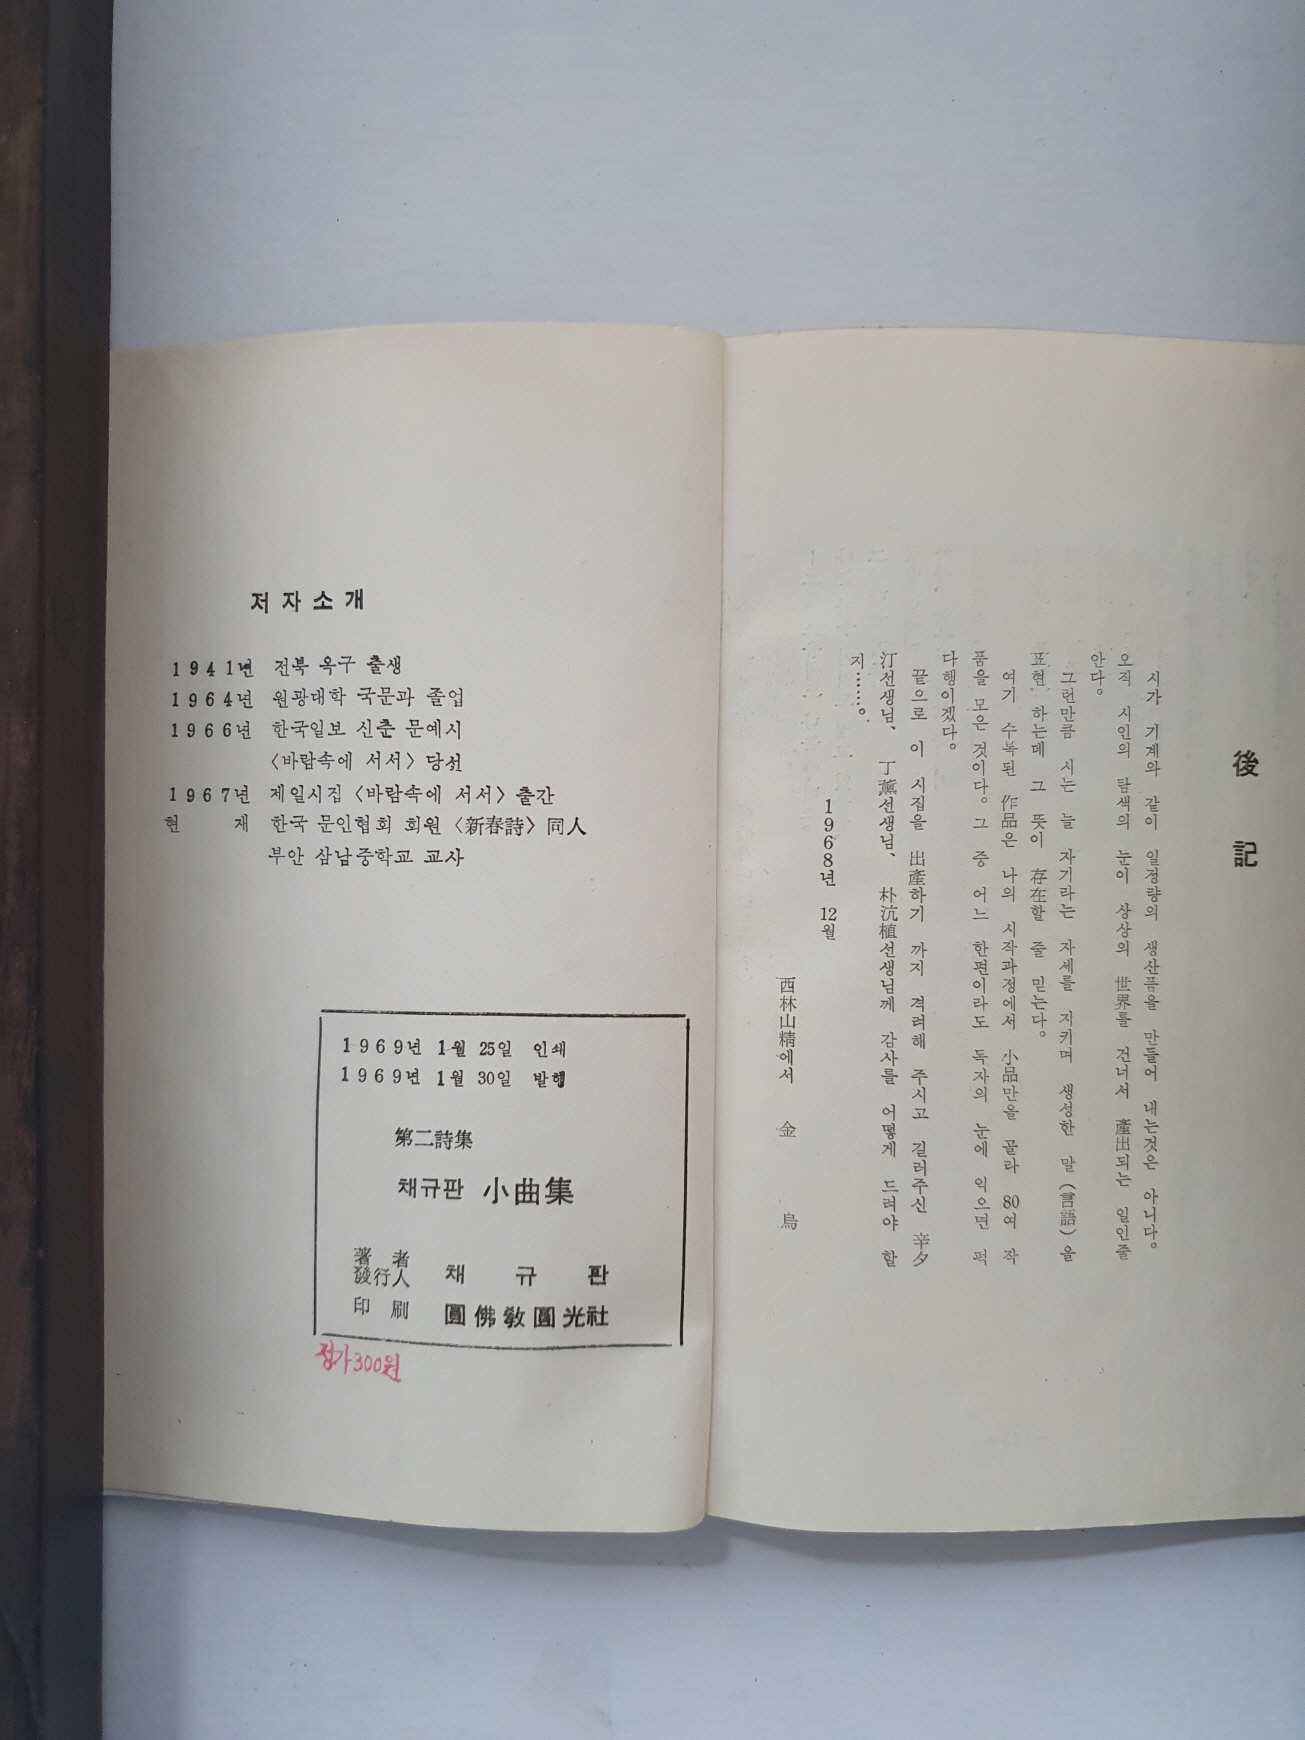 後記
시가 기계와 같이 일정량의 생산품을 만들어 내는것은 아니다.
오직 시인의 탐색의 눈이 상상의 世界를 건너서 產出되는 일인줄
안다.
그런만큼 시는 늘 자기라는 자세를 지키며 생성한 말(言語)을
표현 하는데 그 뜻이 存在할 줄 믿는다.
여기 수록된 作品은 나의 시작과정에서 小品만을 골라 80여 작
품을 모은 것이다. 그 중 어느 한편이라도 독자의 눈에 익으면 퍽
다행이겠다.
끝으로 이 시집을 出產하기 까지 격려해 주시고 길러주신 辛夕
汀선생님、 丁薰선생님、 朴沆植선생님께 감사를 어떻게 드려야 할
지……。
1968년 12월
西林山精에서 金烏
저자소개
1941년 전북 옥구 출생
1964년 원광대학 국문과 졸업
1966년 한국일보 신춘 문예시
〈바람속에 서서〉당선
1967년 제일시집〈바람속에 서서〉출간
현재 한국 문인협회 회원〈新春詩〉同人
부안 삼남중학교 교사
1969년 1월 25일 인쇄
1969년 1월 30일 발행
第二詩集
채규판 小曲集
著者
發行人 채규판
印刷 圓佛教圓光社
정가300원